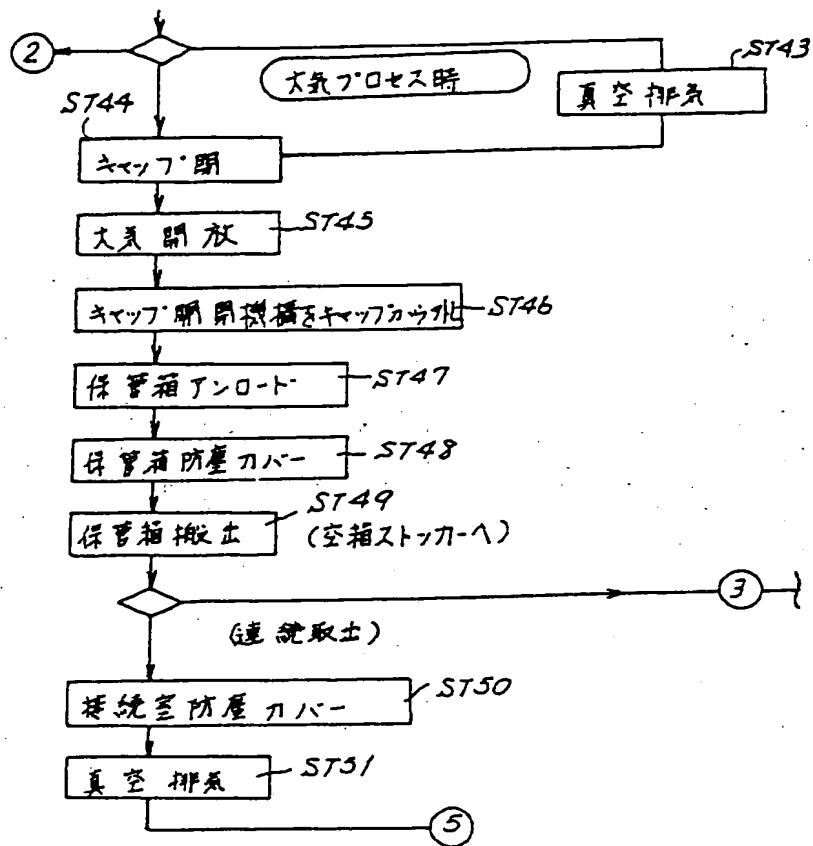 ②
ST43
大気プロセス時
真空排気
ST44
キャップ閉
大気開放
ST45
キャップ開閉機構をキャップカウ外し
ST46
保管箱アンロード
ST47
保管箱防塵カバー
ST48
ST49
保管箱搬出
(空箱ストッカーへ)
③
(連続取出)
接続室防塵カバー
ST50
真空排気
ST51
⑤